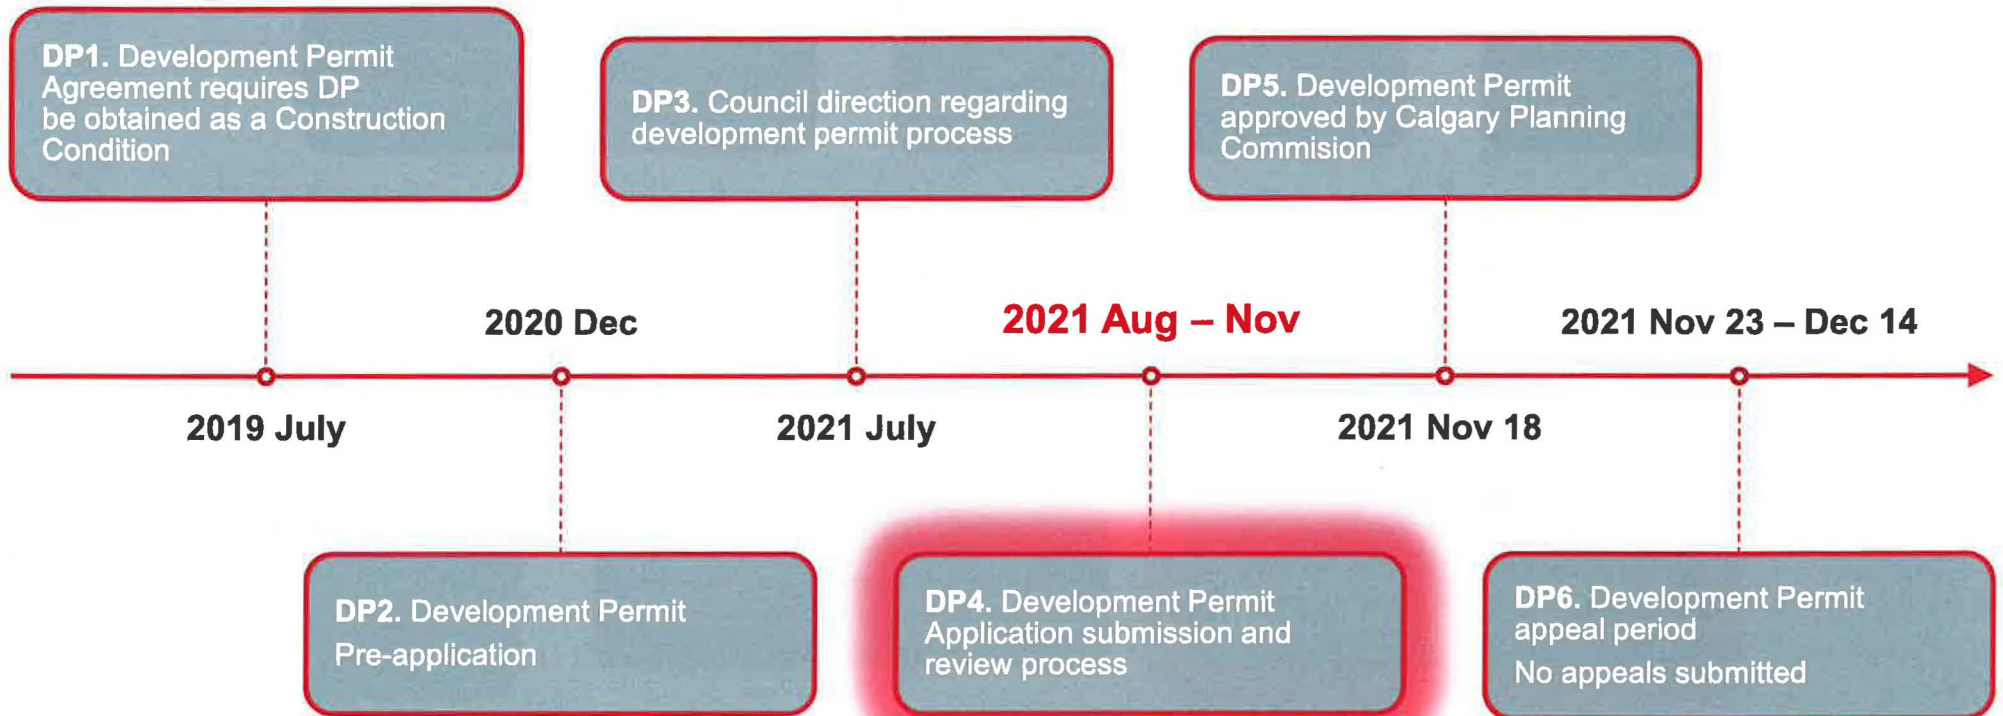 DP1. Development Permit
Agreement requires DP
be obtained as a Construction
Condition
DP3. Council direction regarding
development permit process
DP5. Development Permit
approved by Calgary Planning
Commision
2020 Dec
2021 Aug – Nov
2021 Nov 23 – Dec 14
2019 July
2021 July
2021 Nov 18
DP2. Development Permit
Pre-application
DP4. Development Permit
Application submission and
review process
DP6. Development Permit
appeal period
No appeals submitted